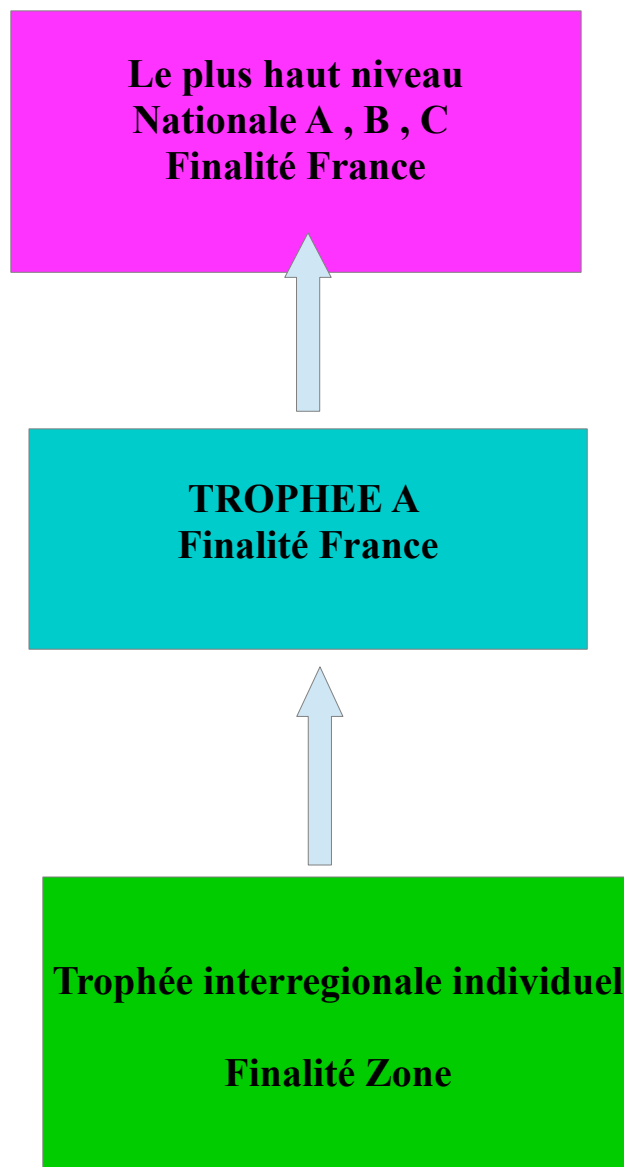 Le plus haut niveau
Nationale A , B , C
Finalité France
TROPHEE A
Finalité France
Trophée interregionale individuel
Finalité Zone